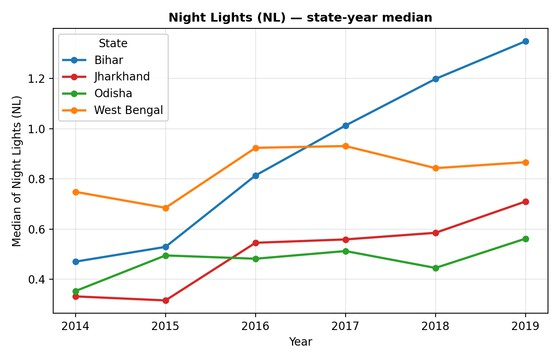 Night Lights (NL) — state-year median
State
Bihar
Jharkhand
Odisha
West Bengal
Median of Night Lights (NL)
1.2
1.0
0.8
0.6
0.4
2014 2015 2016 2017 2018 2019
Year